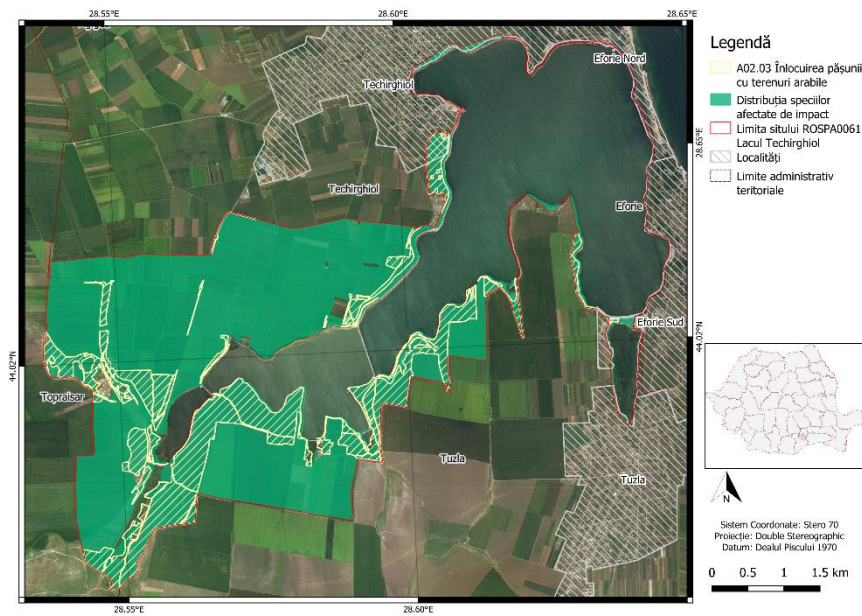 28.55°E
28.60°E
28.65°E
Techirghiol
Eforie Nord
Techirghiol
Eforie
Eforie Sud
Topraisar
Tuzla
Tuzla
44.02°N
28.65°E
44.02°N
28.55°E
28.60°E
Legendă
A02.03 Înlocuirea pășunii
cu terenuri arabile
Distribuția speciilor
afectate de impact
Limita sitului ROSPA0061
Lacul Techirghiol
Localități
Limite administrativ
teritoriale
N
Sistem Coordonate: Stero 70
Proiecție: Double Stereographic
Datum: Dealul Piscului 1970
0 0.5 1 1.5 km